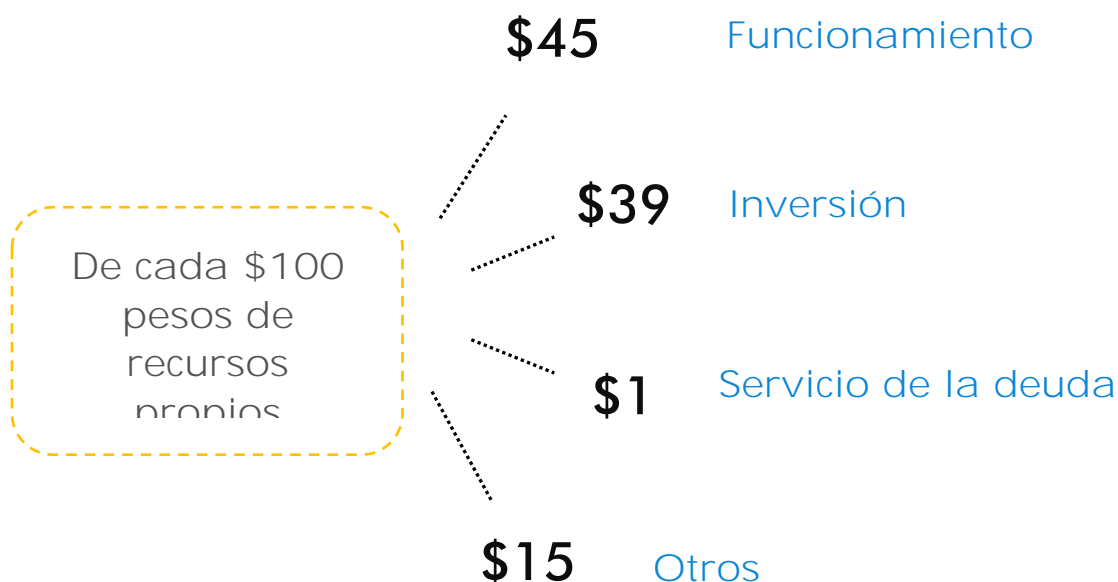 $45 Funcionamiento
$39 Inversión
De cada $100
pesos de
recursos
propios
$1 Servicio de la deuda
$15 Otros